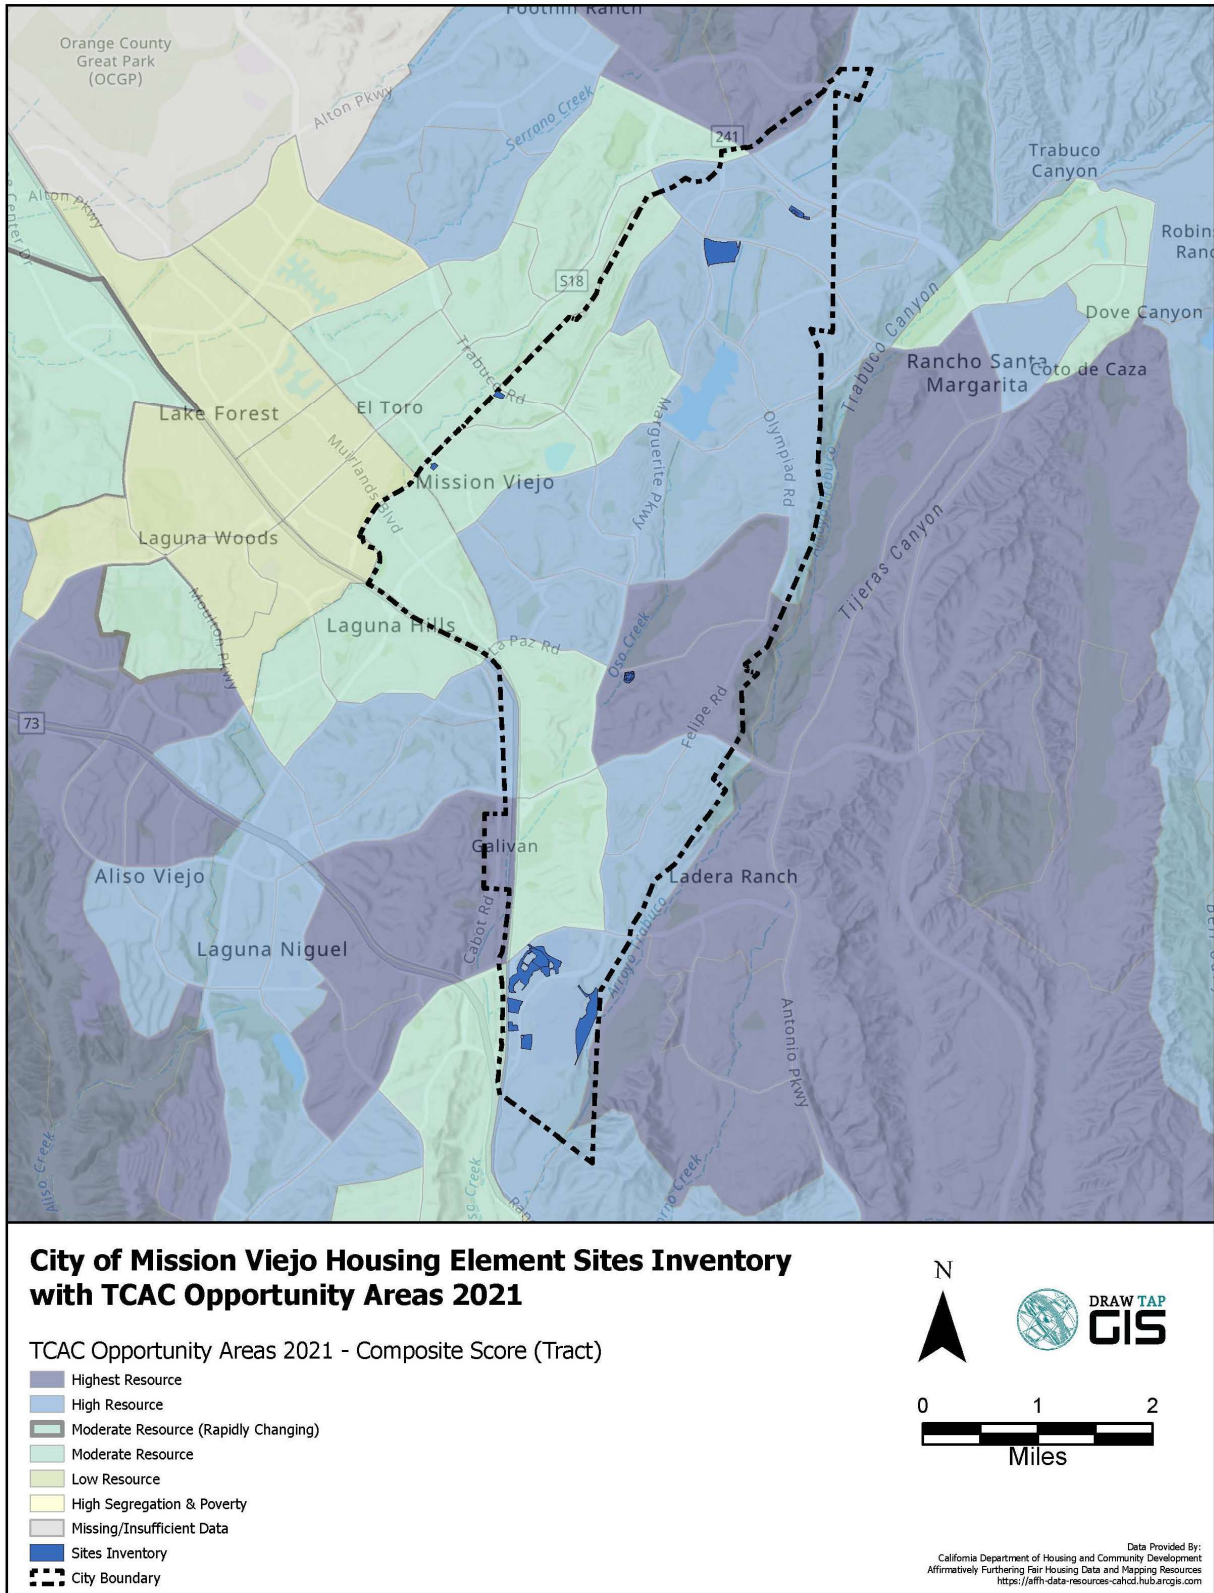 Foothill Ranch
Orange County
Great Park
(OCGP)
Alton Pkwy
Serrano Creek
241
Trabuco
Canyon
Alton Pkwy
Center Dr
Robins
Ranc
S18
Trabuco Canyon
Dove Canyon
Trabuco Rd
Rancho Santa
Margarita
Coto de Caza
Lake Forest
El Toro
Marguerite Pkwy
Olympiad Rd
Muirlands Blvd
Mission Viejo
Laguna Woods
Tijeras Canyon
Moulton Pkwy
Laguna Hills
La Paz Rd
Oso Creek
73
Felipe Rd
Galivan
Aliso Viejo
Ladera Ranch
Cabot Rd
Laguna Niguel
Arroyo Trabuco
Antonio Pkwy
Aliso Creek
City of Mission Viejo Housing Element Sites Inventory
with TCAC Opportunity Areas 2021
TCAC Opportunity Areas 2021 - Composite Score (Tract)
Highest Resource
High Resource
Moderate Resource (Rapidly Changing)
Moderate Resource
Low Resource
High Segregation & Poverty
Missing/Insufficient Data
Sites Inventory
City Boundary
N
DRAW TAP
GIS
0 1 2
Miles
Data Provided By:
California Department of Housing and Community Development
Affirmatively Furthering Fair Housing Data and Mapping Resources
https://affh-data-resources-cahcd.hub.arcgis.com